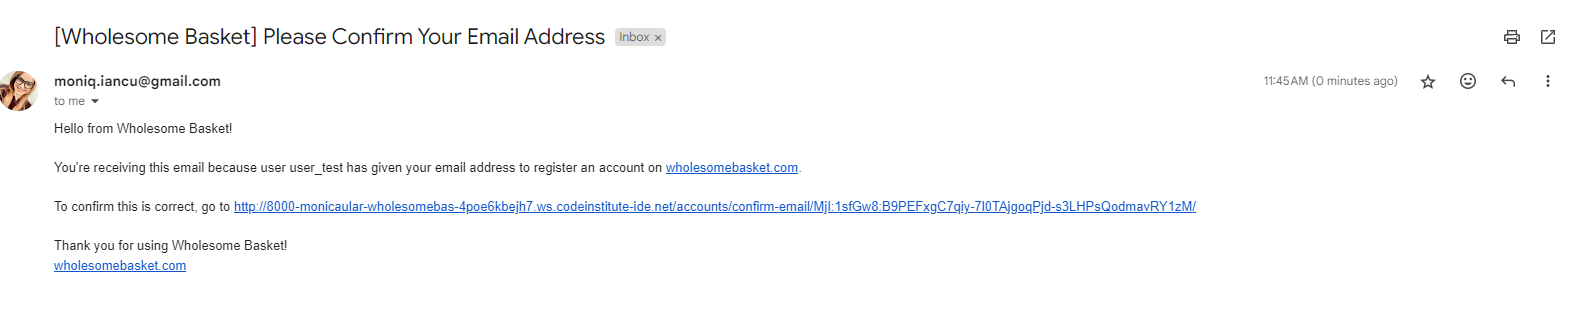 [Wholesome Basket] Please Confirm Your Email Address Inbox ×
moniq.iancu@gmail.com 11:45 AM (0 minutes ago)
to me
Hello from Wholesome Basket!
You're receiving this email because user user_test has given your email address to register an account on wholesomebasket.com.
To confirm this is correct, go to http://8000-monicaular-wholesomebas-4poe6kbejh7.ws.codeinstitute-ide.net/accounts/confirm-email/MjI:1sfGw8:B9PEFxgC7qiy-7I0TAjgoqPjd-s3LHPsQodmavRY1zM/
Thank you for using Wholesome Basket!
wholesomebasket.com